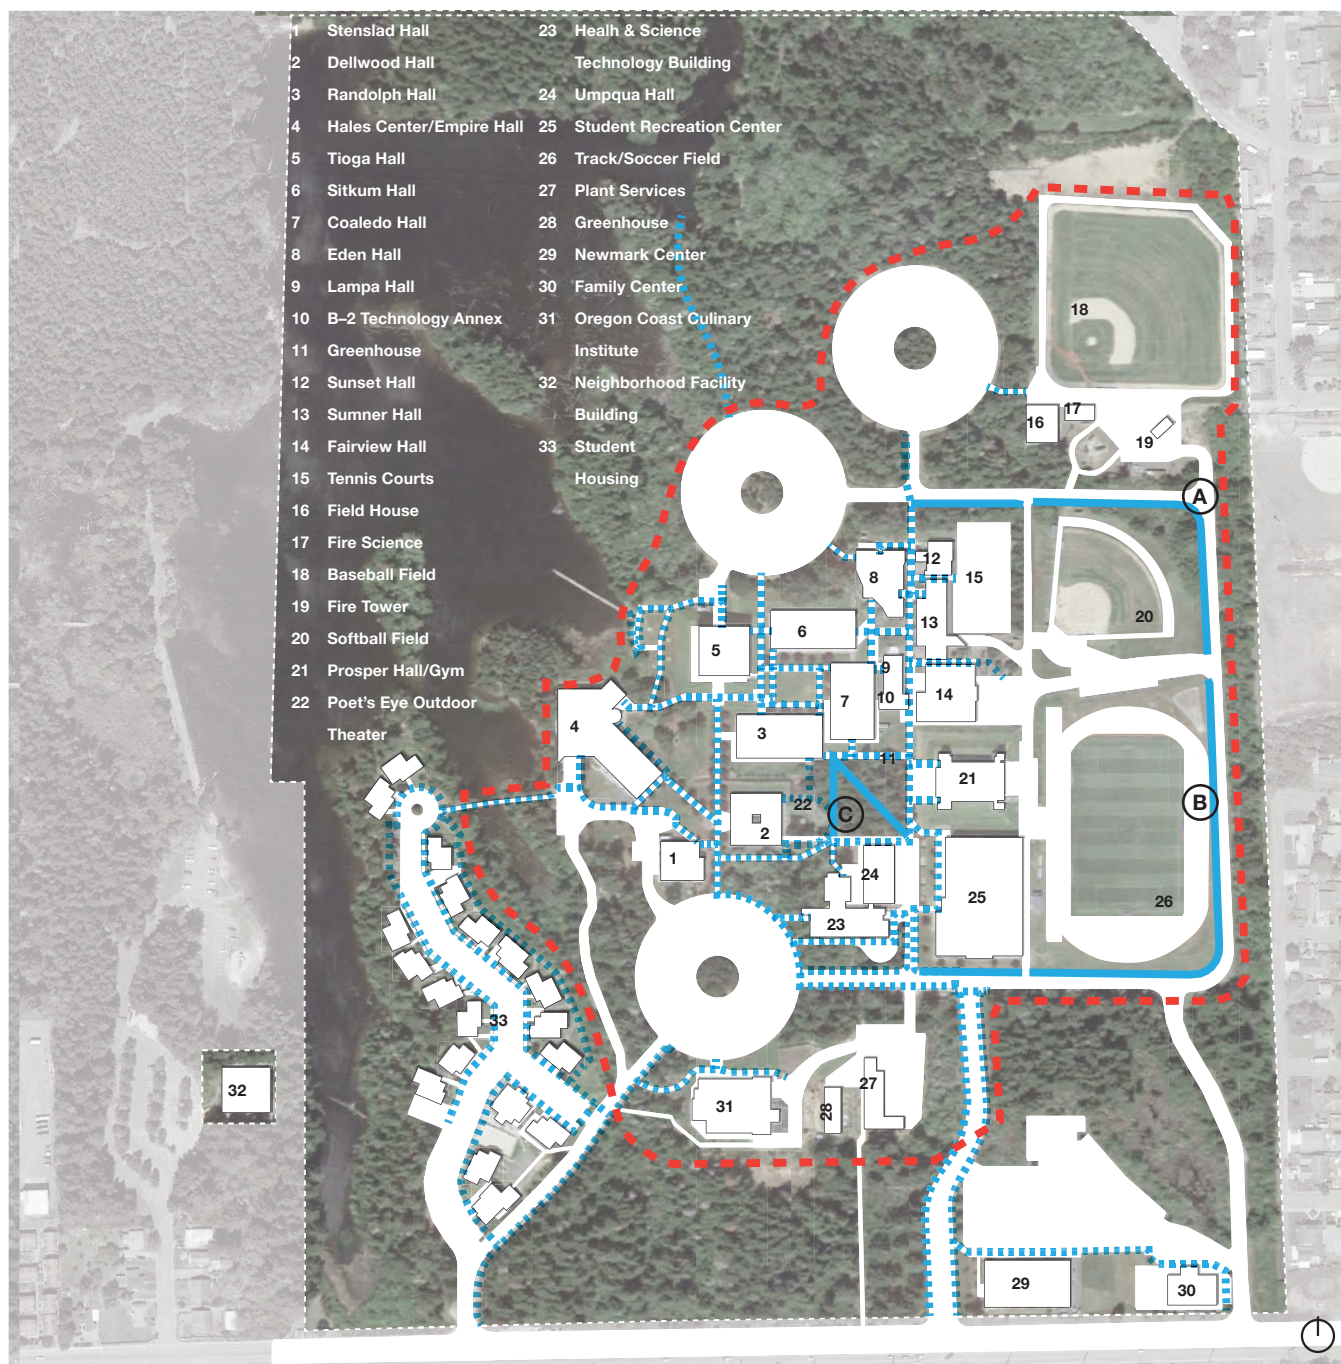 1 Stenslad Hall
2 Dellwood Hall
3 Randolph Hall
4 Hales Center/Empire Hall
5 Tioga Hall
6 Sitkum Hall
7 Coaledo Hall
8 Eden Hall
9 Lampa Hall
10 B–2 Technology Annex
11 Greenhouse
12 Sunset Hall
13 Sumner Hall
14 Fairview Hall
15 Tennis Courts
16 Field House
17 Fire Science
18 Baseball Field
19 Fire Tower
20 Softball Field
21 Prosper Hall/Gym
22 Poet's Eye Outdoor
Theater
23 Healh & Science
Technology Building
24 Umpqua Hall
25 Student Recreation Center
26 Track/Soccer Field
27 Plant Services
28 Greenhouse
29 Newmark Center
30 Family Center
31 Oregon Coast Culinary
Institute
32 Neighborhood Facility
Building
33 Student
Housing
18
17
16
19
A
12
8
15
20
6
13
5
9
14
10
7
4
3
11
21
22
B
C
2
1
24
25
26
23
33
27
32
31
28
29
30